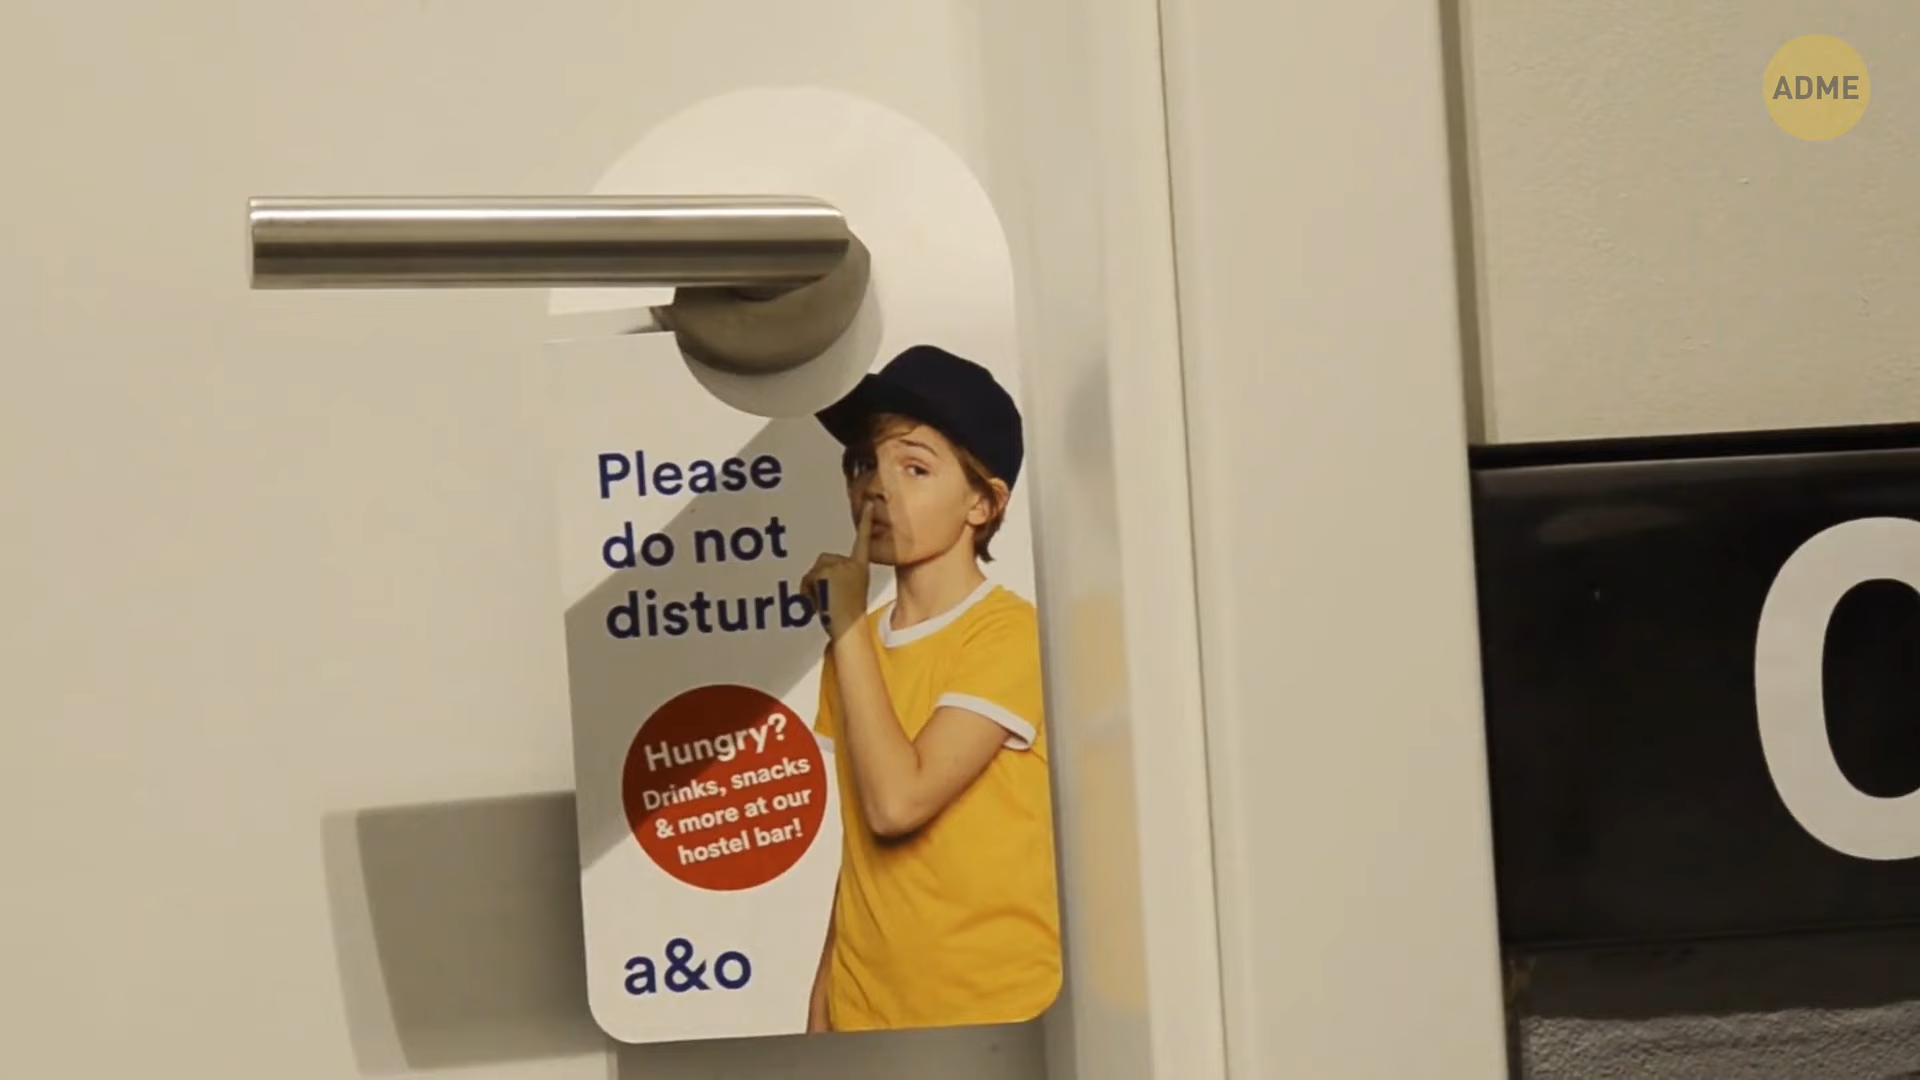 ADME
Please
do not
disturb!
Hungry?
Drinks, snacks
& more at our
hostel bar!
a&o